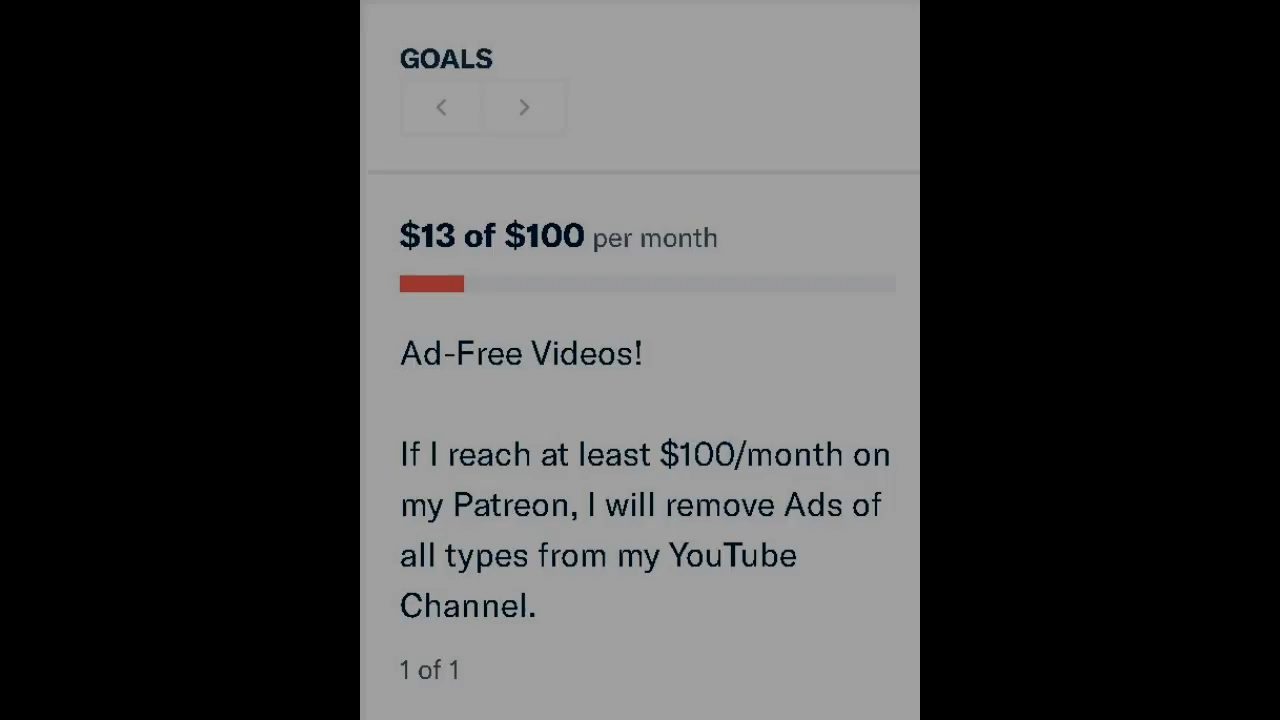 GOALS
$13 of $100 per month
Ad-Free Videos!
If I reach at least $100/month on
my Patreon, I will remove Ads of
all types from my YouTube
Channel.
1 of 1